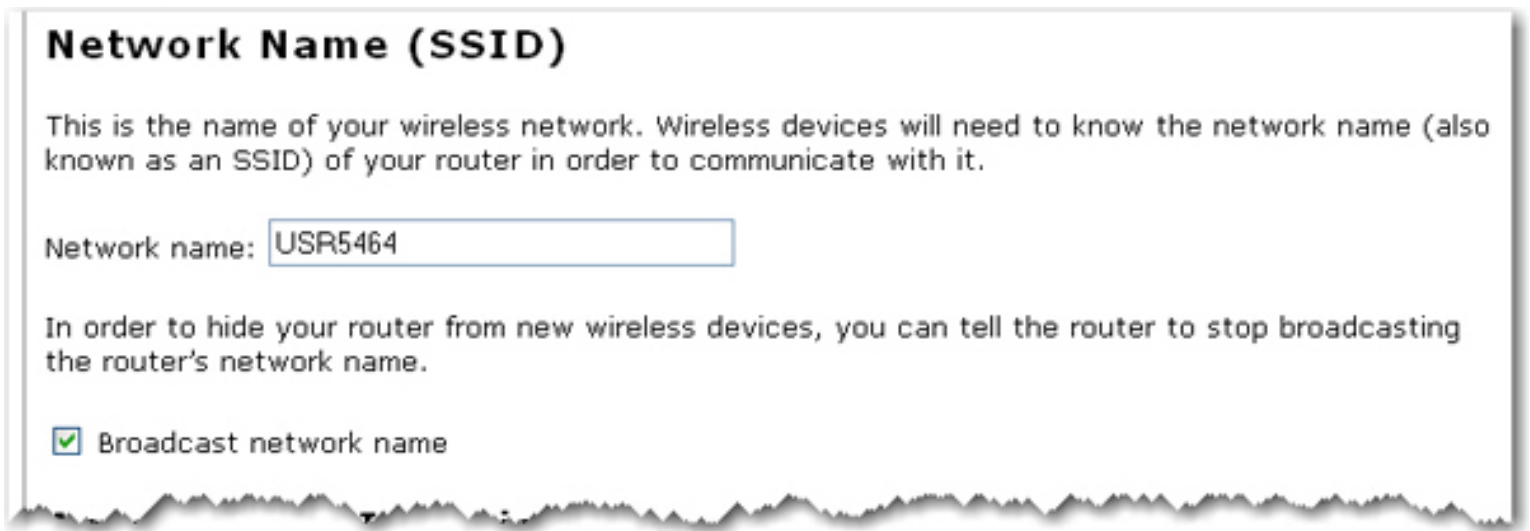 Network Name (SSID)
This is the name of your wireless network. Wireless devices will need to know the network name (also
known as an SSID) of your router in order to communicate with it.
Network name: USR5464
In order to hide your router from new wireless devices, you can tell the router to stop broadcasting
the router's network name.
Broadcast network name